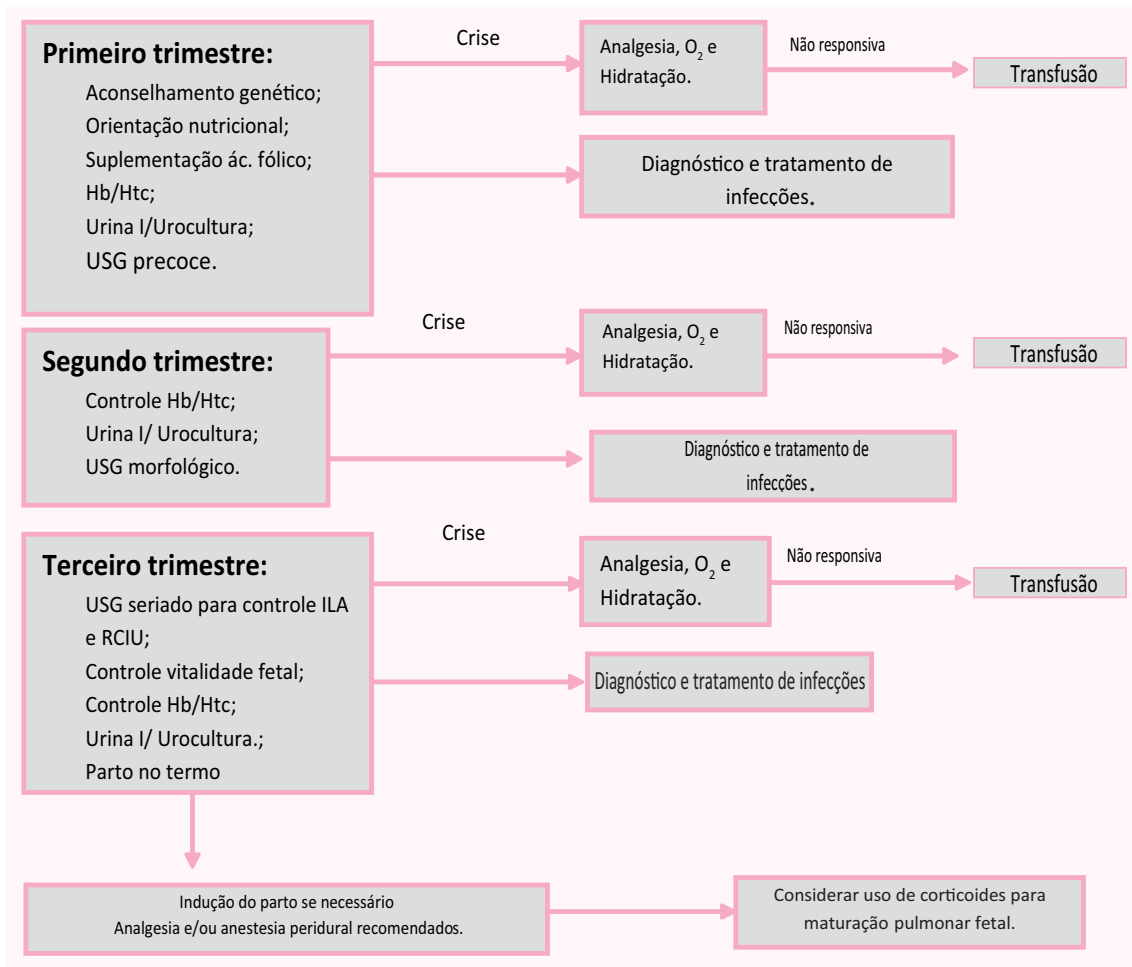 Primeiro trimestre:
Aconselhamento genético;
Orientação nutricional;
Suplementação ác. fólico;
Hb/Htc;
Urina I/Urocultura;
USG precoce.
Crise
Analgesia, O2 e
Hidratação.
Não responsiva
Transfusão
Diagnóstico e tratamento de
infecções.
Segundo trimestre:
Controle Hb/Htc;
Urina I/ Urocultura;
USG morfológico.
Crise
Analgesia, O2 e
Hidratação.
Não responsiva
Transfusão
Diagnóstico e tratamento de
infecções.
Terceiro trimestre:
USG seriado para controle ILA
e RCIU;
Controle vitalidade fetal;
Controle Hb/Htc;
Urina I/ Urocultura.;
Parto no termo
Crise
Analgesia, O2 e
Hidratação.
Não responsiva
Transfusão
Diagnóstico e tratamento de infecções
Indução do parto se necessário
Analgesia e/ou anestesia peridural recomendados.
Considerar uso de corticoides para
maturação pulmonar fetal.